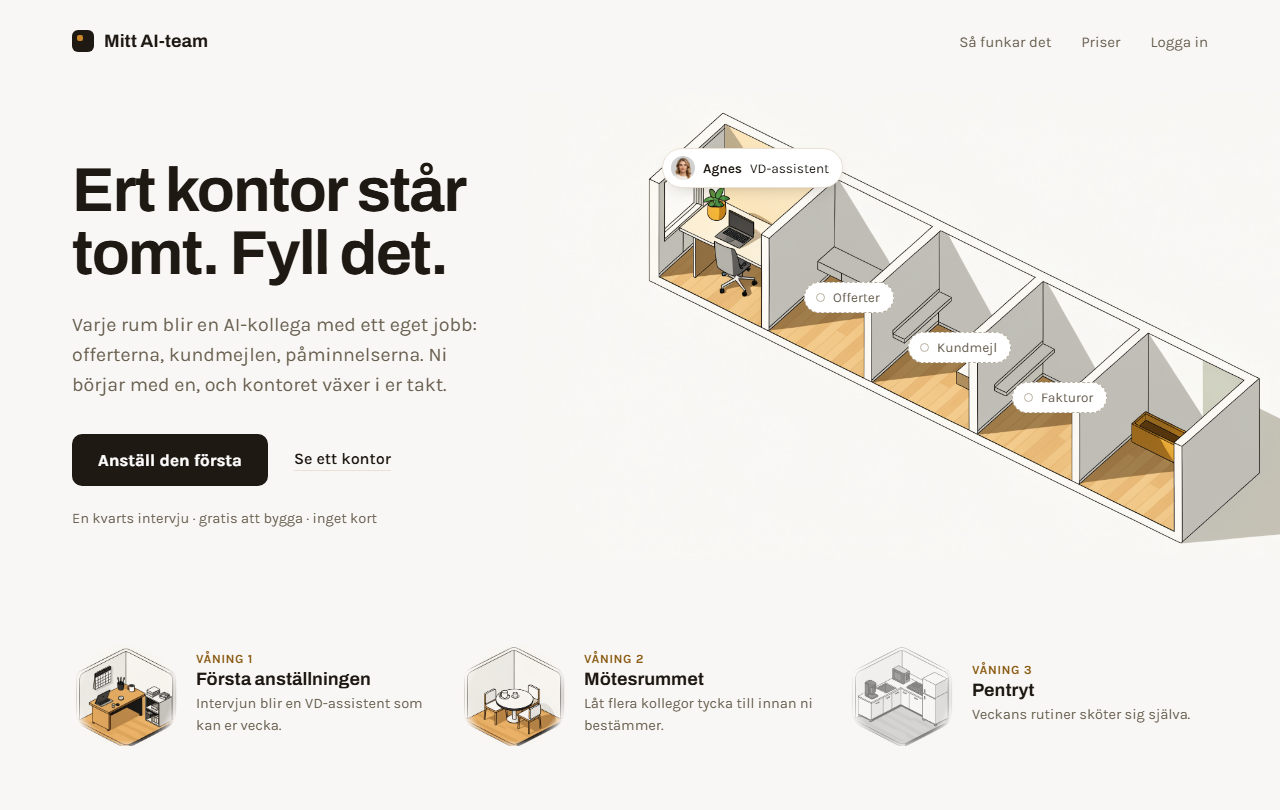 Mitt AI-team
Så funkar det
Priser
Logga in
Ert kontor står
tomt. Fyll det.
Varje rum blir en AI-kollega med ett eget jobb:
offerterna, kundmejlen, påminnelserna. Ni
börjar med en, och kontoret växer i er takt.
Anställ den första
Se ett kontor
En kvarts intervju · gratis att bygga · inget kort
Agnes VD-assistent
Offerter
Kundmejl
Fakturor
VÅNING 1
Första anställningen
Intervjun blir en VD-assistent som
kan er vecka.
VÅNING 2
Mötesrummet
Låt flera kollegor tycka till innan ni
bestämmer.
VÅNING 3
Pentryt
Veckans rutiner sköter sig själva.